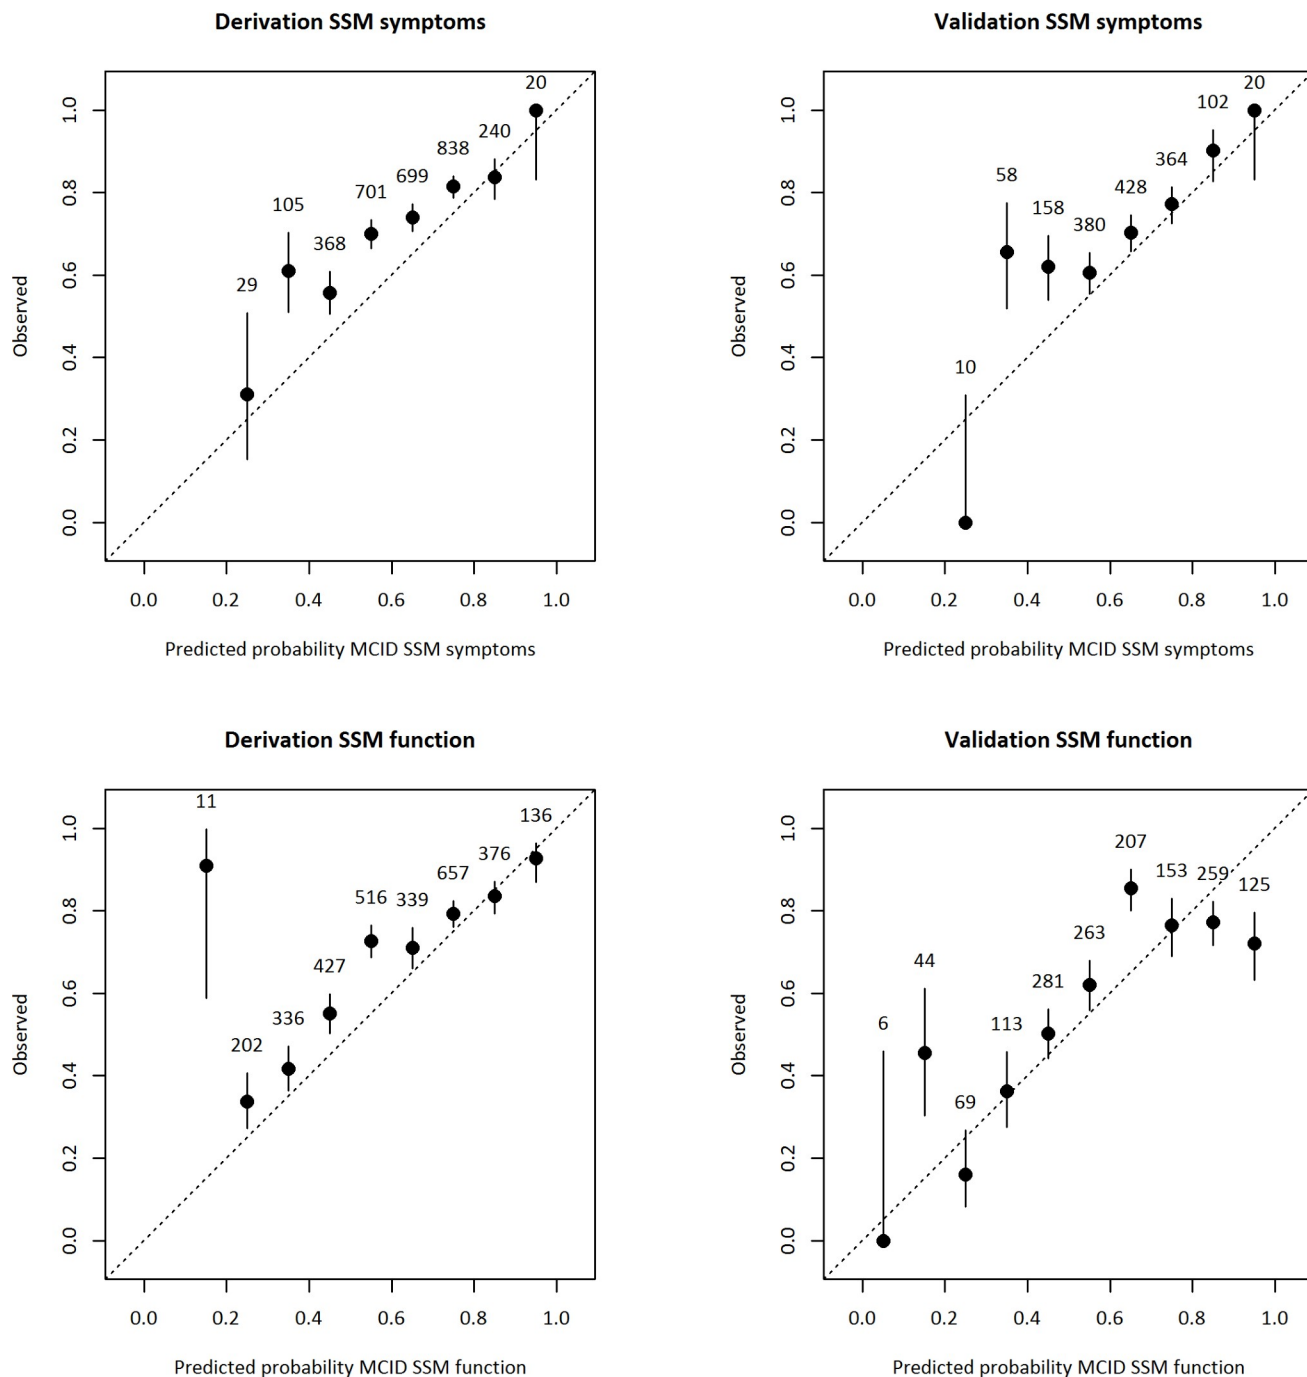 Derivation SSM symptoms
Observed
0.0 0.2 0.4 0.6 0.8 1.0
29
105
368
701
699
838
240
20
0.0 0.2 0.4 0.6 0.8 1.0
Predicted probability MCID SSM symptoms
Validation SSM symptoms
Observed
0.0 0.2 0.4 0.6 0.8 1.0
10
58
158
380
428
364
102
20
0.0 0.2 0.4 0.6 0.8 1.0
Predicted probability MCID SSM symptoms
Derivation SSM function
Observed
0.0 0.2 0.4 0.6 0.8 1.0
11
202
336
427
516
339
657
376
136
0.0 0.2 0.4 0.6 0.8 1.0
Predicted probability MCID SSM function
Validation SSM function
Observed
0.0 0.2 0.4 0.6 0.8 1.0
6
44
69
113
281
263
207
153
259
125
0.0 0.2 0.4 0.6 0.8 1.0
Predicted probability MCID SSM function